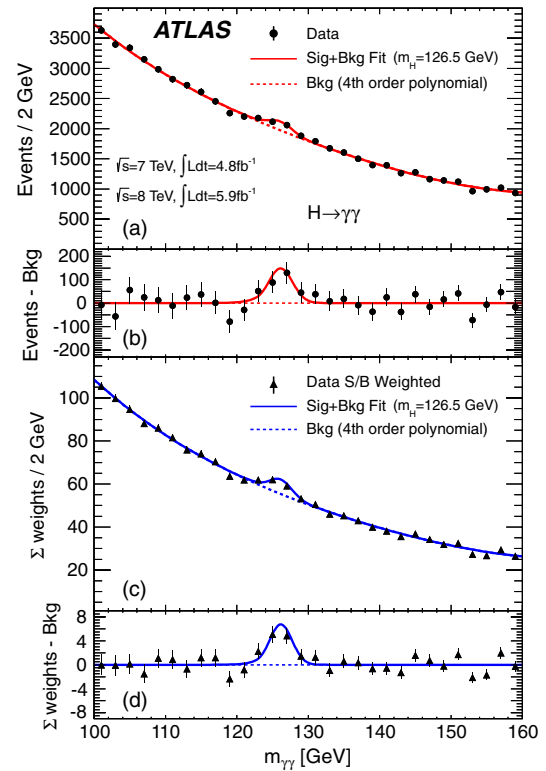 ATLAS
Data
Sig+Bkg Fit (m_H=126.5 GeV)
Bkg (4th order polynomial)
√s=7 TeV, ∫Ldt=4.8fb⁻¹
√s=8 TeV, ∫Ldt=5.9fb⁻¹
H→γγ
(a)
Events / 2 GeV
3500
3000
2500
2000
1500
1000
500
(b)
Events - Bkg
200
100
0
-100
-200
Data S/B Weighted
Sig+Bkg Fit (m_H=126.5 GeV)
Bkg (4th order polynomial)
(c)
Σ weights / 2 GeV
100
80
60
40
20
(d)
Σ weights - Bkg
8
4
0
-4
-8
100 110 120 130 140 150 160
m_γγ [GeV]